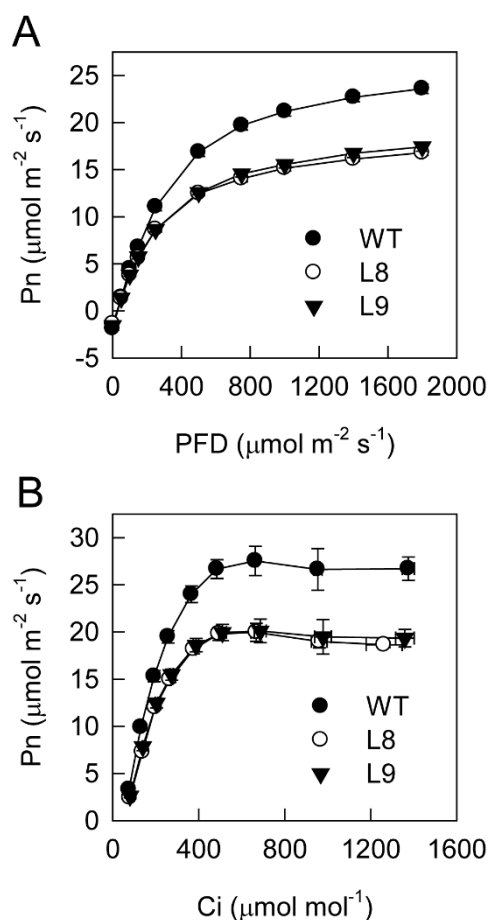 A
25
20
15
10
5
0
-5
Pn (μmol m⁻² s⁻¹)
WT
L8
L9
0 400 800 1200 1600 2000
PFD (μmol m⁻² s⁻¹)
B
30
25
20
15
10
5
0
Pn (μmol m⁻² s⁻¹)
WT
L8
L9
0 400 800 1200 1600
Ci (μmol mol⁻¹)